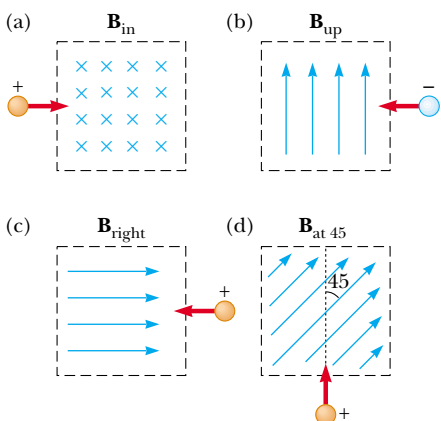 (a) B_in
+
(b) B_up
–
(c) B_right
+
(d) B_at 45
45
+